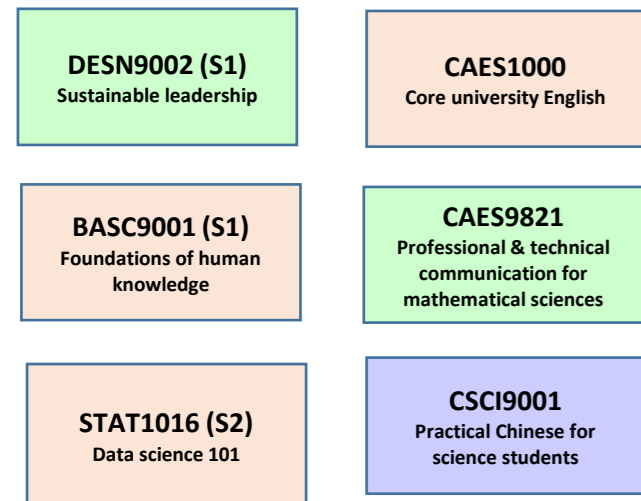 DESN9002 (S1)
Sustainable leadership
CAES1000
Core university English
BASC9001 (S1)
Foundations of human
knowledge
CAES9821
Professional & technical
communication for
mathematical sciences
STAT1016 (S2)
Data science 101
CSCI9001
Practical Chinese for
science students